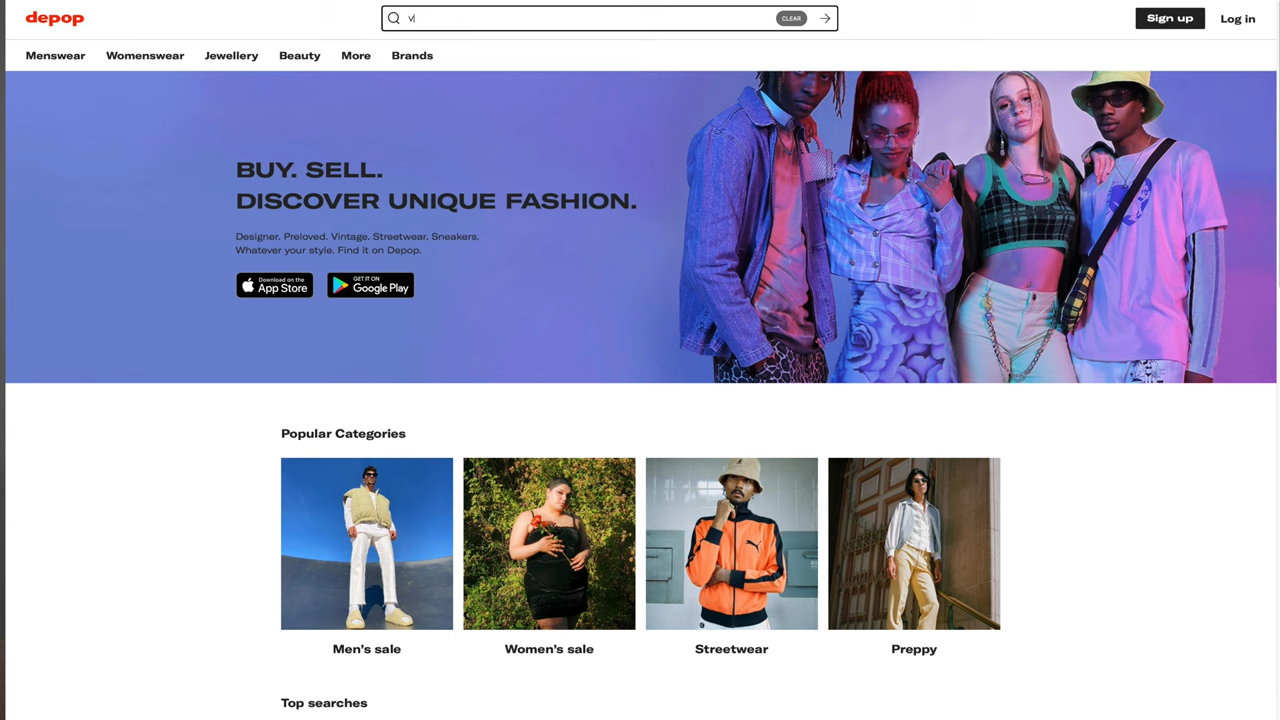 depop
v
CLEAR
Sign up
Log in
Menswear
Womenswear
Jewellery
Beauty
More
Brands
BUY. SELL.
DISCOVER UNIQUE FASHION.
Designer. Preloved. Vintage. Streetwear. Sneakers.
Whatever your style. Find it on Depop.
Download on the
App Store
GET IT ON
Google Play
Popular Categories
Men's sale
Women's sale
Streetwear
Preppy
Top searches